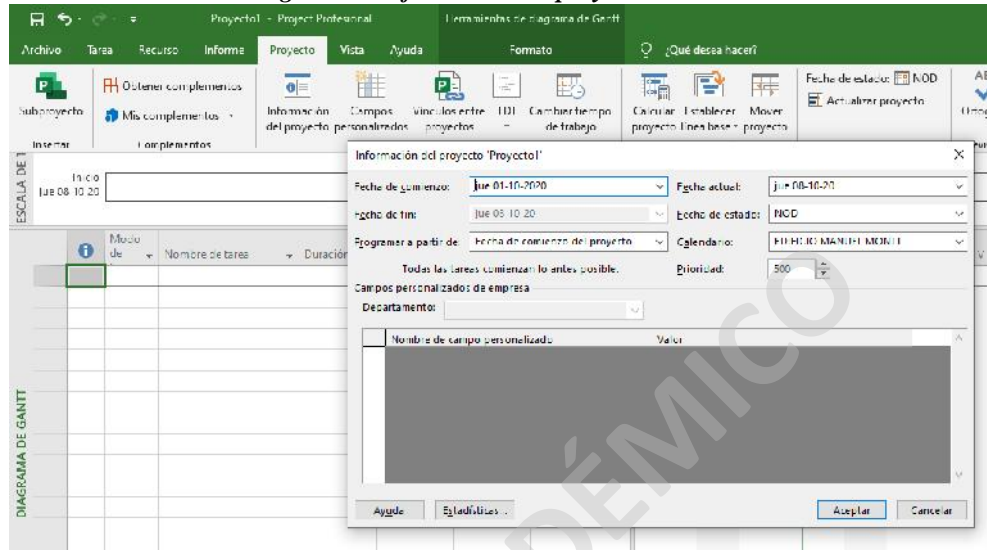 Proyecto1 - Project Profesional
Herramientas de diagrama de Gantt
Archivo Tarea Recurso Informe Proyecto Vista Ayuda Formato ¿Qué desea hacer?
Subproyecto
Obtener complementos
Mis complementos
Información del proyecto
Campos personalizados
Vínculos entre proyectos
EDT
Cambiar tiempo de trabajo
Calcular proyecto
Establecer línea base
Mover proyecto
Fecha de estado: NOD
Actualizar proyecto
Insertar
Complementos
Inicio
jue 08-10-20
Modo de
Nombre de tarea
Duración
DIAGRAMA DE GANTT
Información del proyecto 'Proyecto1'
Fecha de comienzo: jue 01-10-2020
Fecha actual: jue 08-10-20
Fecha de fin: jue 08-10-20
Fecha de estado: NOD
Programar a partir de: Fecha de comienzo del proyecto
Calendario: EDIFICIO MANUEL MONTT
Todas las tareas comienzan lo antes posible.
Prioridad: 500
Campos personalizados de empresa
Departamento:
Nombre de campo personalizado Valor
Ayuda Estadísticas... Aceptar Cancelar